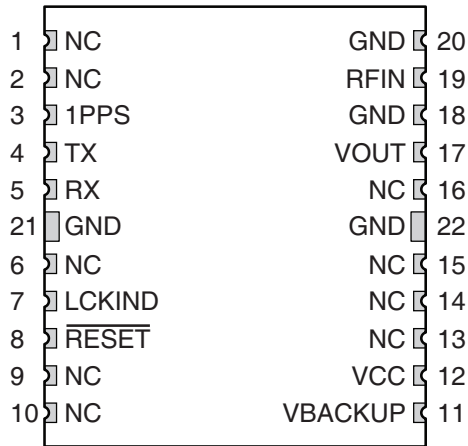 1 NC GND 20
2 NC RFIN 19
3 1PPS GND 18
4 TX VOUT 17
5 RX NC 16
21 GND GND 22
6 NC NC 15
7 LCKIND NC 14
8 RESET NC 13
9 NC VCC 12
10 NC VBACKUP 11